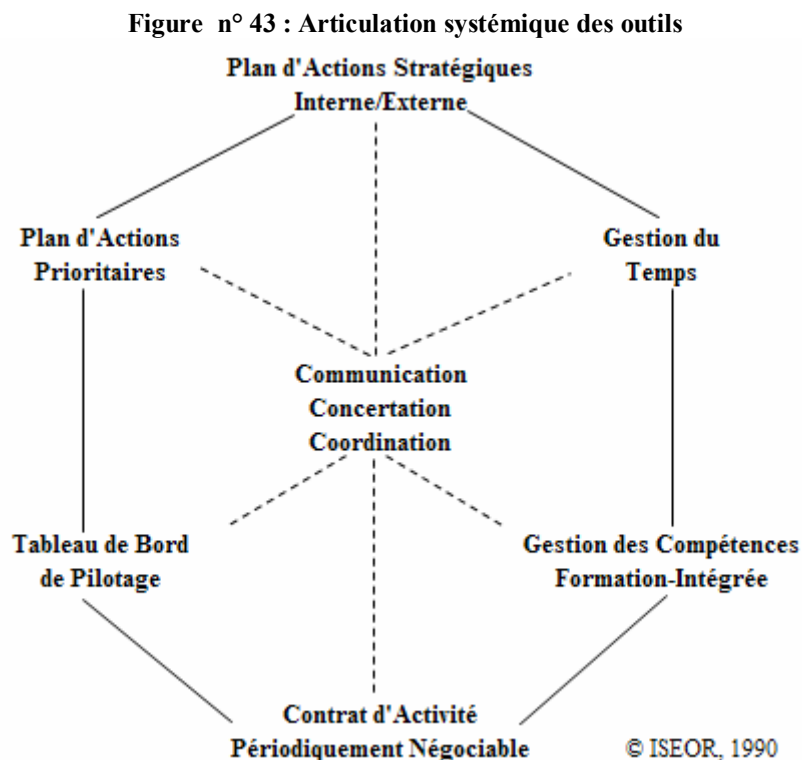 Figure n° 43 : Articulation systémique des outils
Plan d'Actions Stratégiques
Interne/Externe
Plan d'Actions
Prioritaires
Gestion du
Temps
Communication
Concertation
Coordination
Tableau de Bord
de Pilotage
Gestion des Compétences
Formation-Intégrée
Contrat d'Activité
Périodiquement Négociable
© ISEOR, 1990